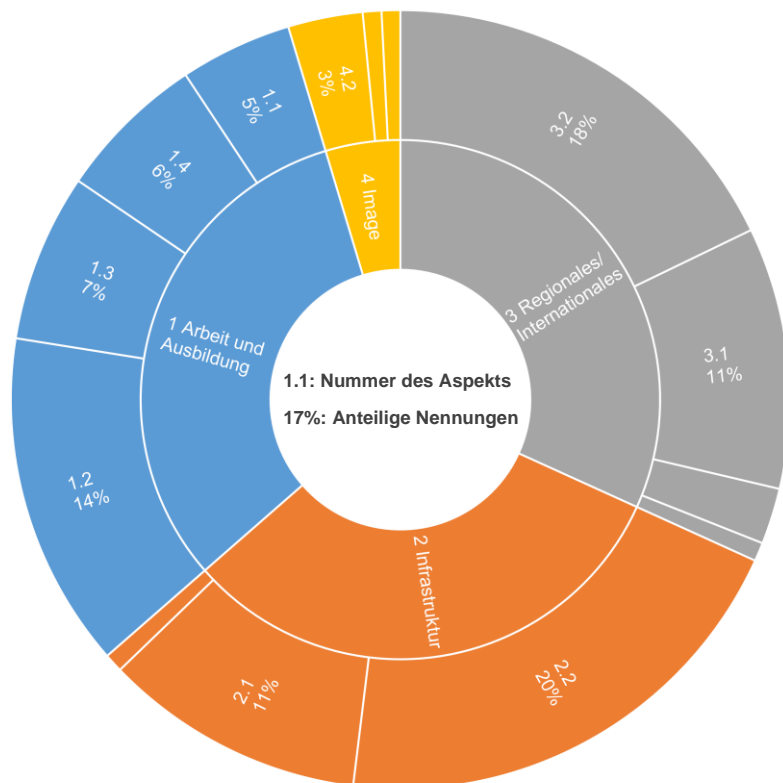 4.2
3%
1.1
5%
1.4
6%
1.3
7%
1.2
14%
3.2
18%
3.1
11%
2.2
20%
2.1
11%
4 Image
3 Regionales/
Internationales
1 Arbeit und
Ausbildung
2 Infrastruktur
1.1: Nummer des Aspekts
17%: Anteilige Nennungen